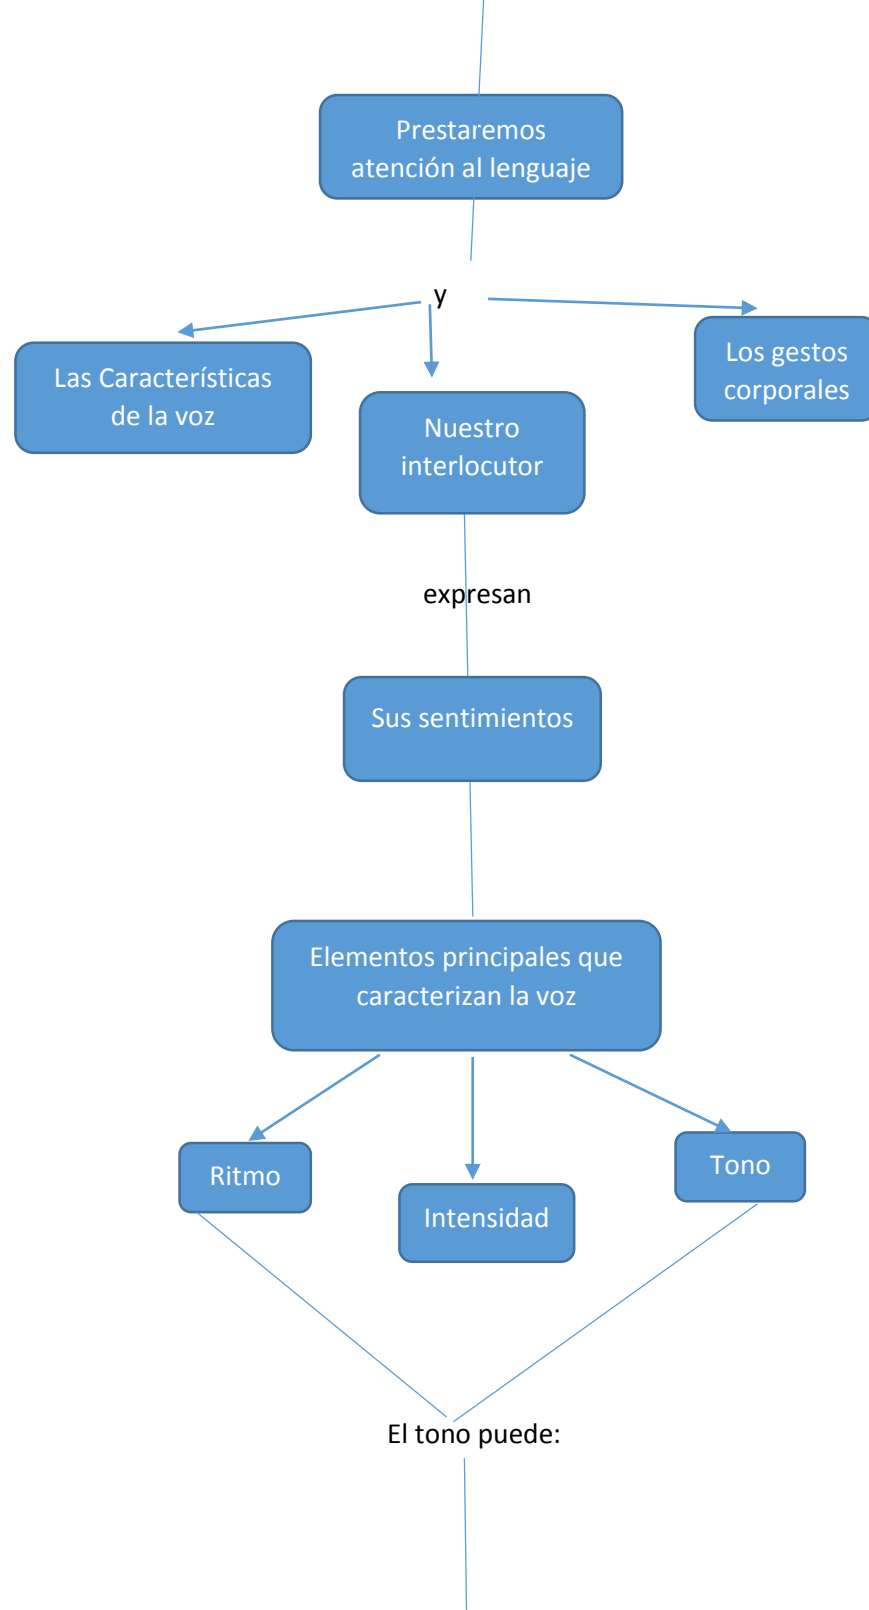 Prestaremos
atención al lenguaje
y
Las Características
de la voz
Nuestro
interlocutor
Los gestos
corporales
expresan
Sus sentimientos
Elementos principales que
caracterizan la voz
Ritmo
Intensidad
Tono
El tono puede: